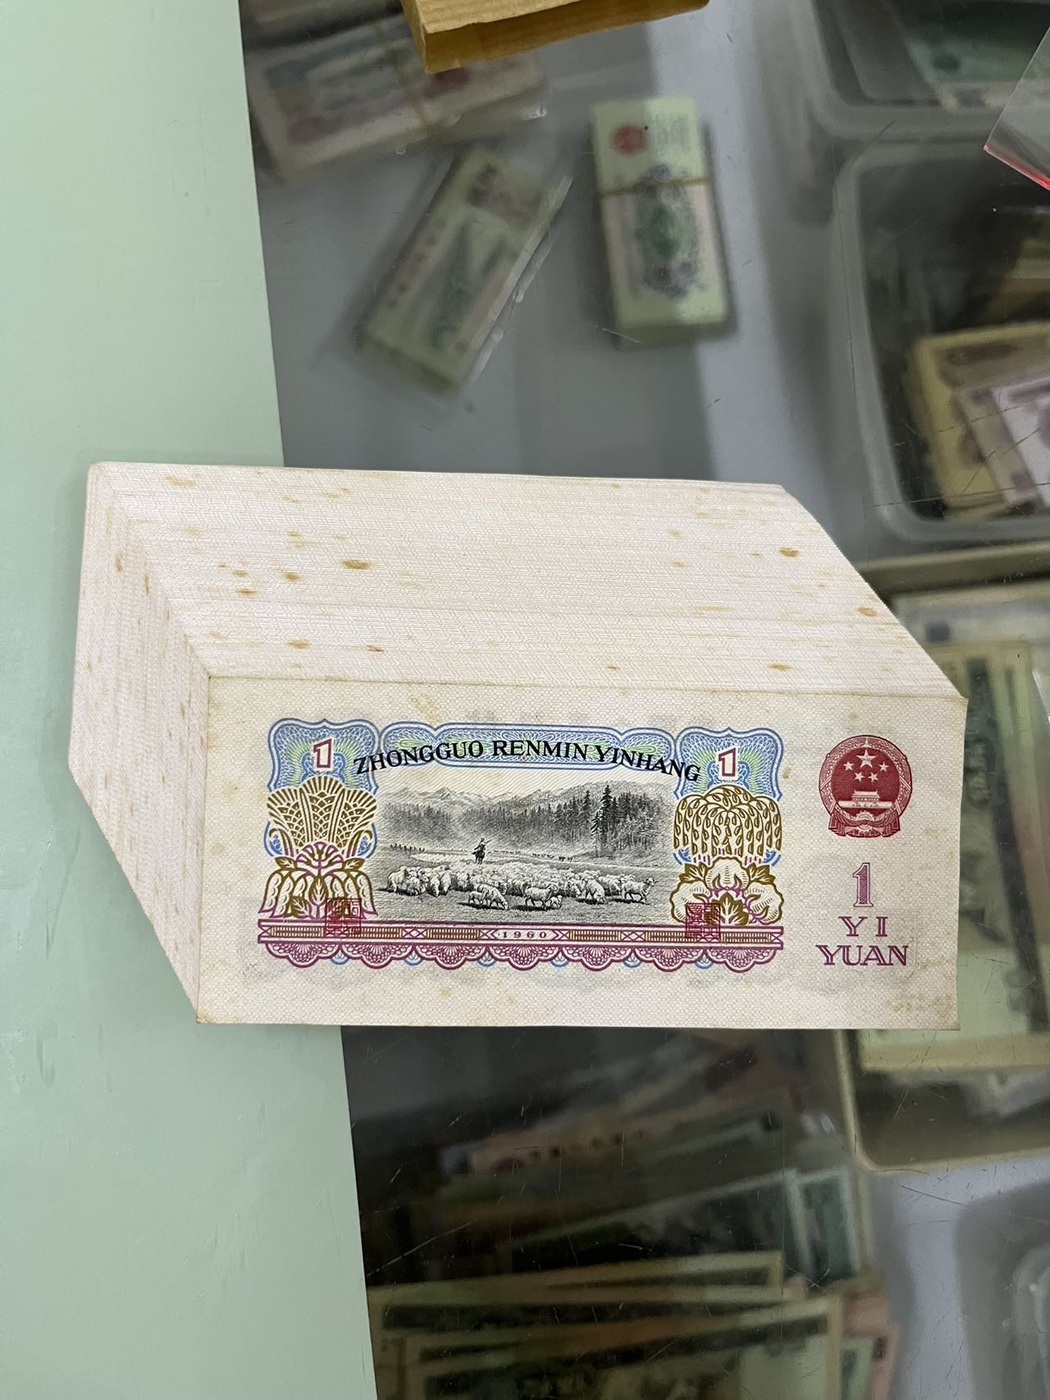 1
ZHONGGUO RENMIN YINHANG
1
1960
1
YI
YUAN